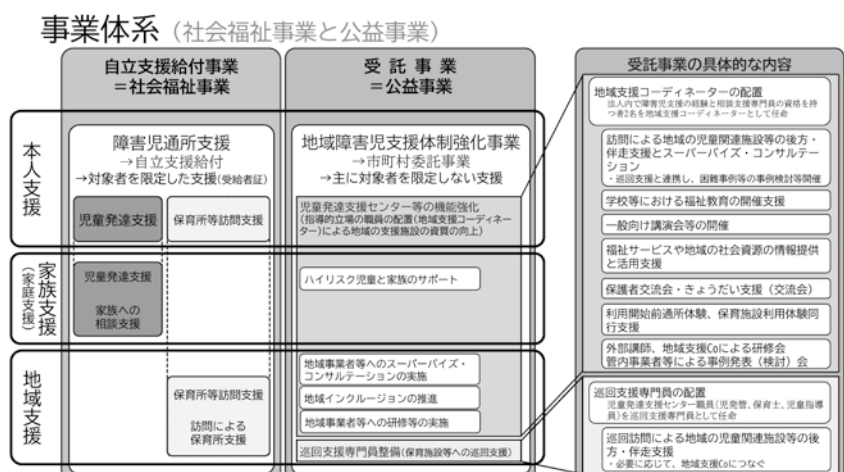 事業体系（社会福祉事業と公益事業）
自立支援給付事業
＝社会福祉事業
受託事業
＝公益事業
本人支援
障害児通所支援
→自立支援給付
→対象者を限定した支援(受給者証)
児童発達支援
保育所等訪問支援
地域障害児支援体制強化事業
→市町村委託事業
→主に対象者を限定しない支援
児童発達支援センター等の機能強化
(指導的立場の職員の配置(地域支援コーディネー
ター)による地域の支援施設の資質の向上)
家族支援
(家庭支援)
児童発達支援
家族への
相談支援
ハイリスク児童と家族のサポート
地域支援
保育所等訪問支援
訪問による
保育所支援
地域事業者等へのスーパーバイズ・
コンサルテーションの実施
地域インクルージョンの推進
地域事業者等への研修等の実施
巡回支援専門員整備(保育施設等への巡回支援)
受託事業の具体的な内容
地域支援コーディネーターの配置
法人内で障害児支援の経験と相談支援専門員の資格を持
つ者2名を地域支援コーディネーターとして任命
訪問による地域の児童関連施設等の後方・
伴走支援とスーパーバイズ・コンサルテー
ション
・巡回支援と連携し、困難事例等の事例検討等開催
学校等における福祉教育の開催支援
一般向け講演会等の開催
福祉サービスや地域の社会資源の情報提供
と活用支援
保護者交流会・きょうだい支援（交流会）
利用開始前通所体験、保育施設利用体験同
行支援
外部講師、地域支援Coによる研修会
管内事業者等による事例発表（検討）会
巡回支援専門員の配置
児童発達支援センター職員(児発管、保育士、児童指導
員)を巡回支援専門員として任命
巡回訪問による地域の児童関連施設等の後
方・伴走支援
・必要に応じて、地域支援Coにつなぐ